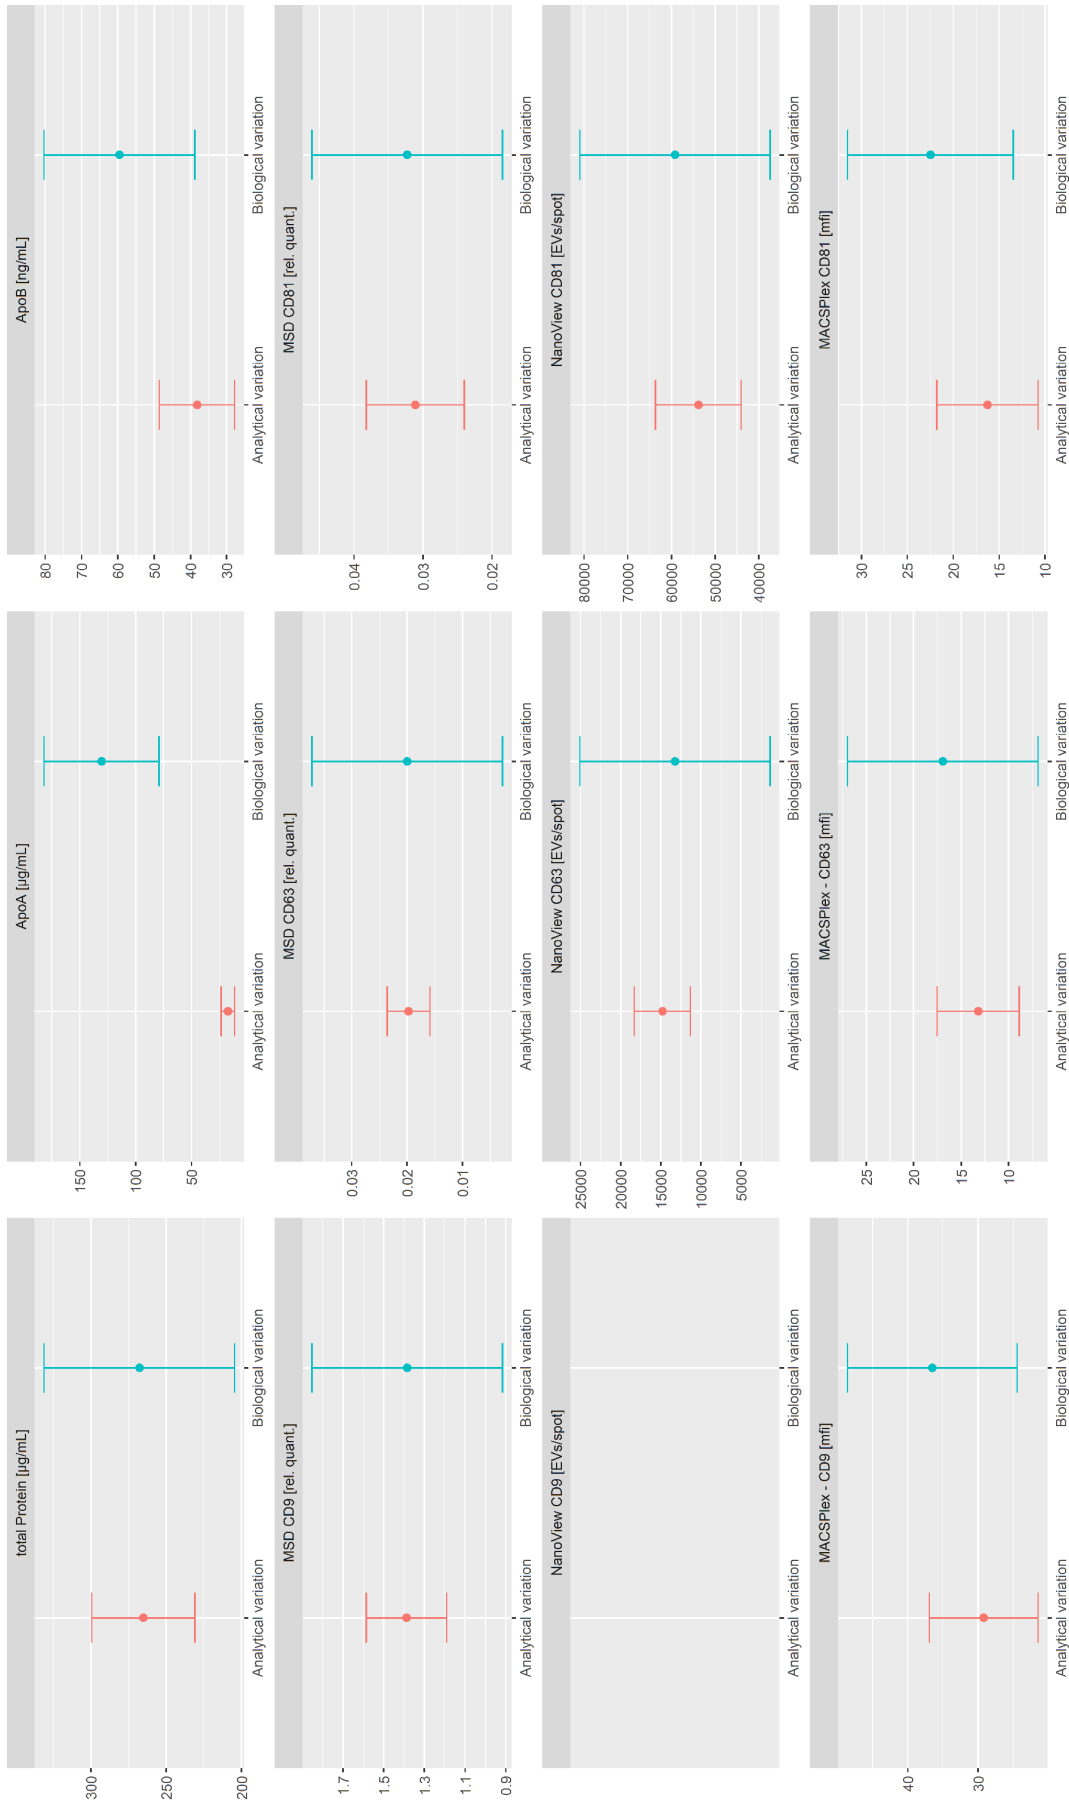 total Protein [µg/mL]
300
250
200
Analytical variation
Biological variation
ApoA [µg/mL]
150
100
50
Analytical variation
Biological variation
ApoB [ng/mL]
80
70
60
50
40
30
Analytical variation
Biological variation
MSD CD9 [rel. quant.]
1.7
1.5
1.3
1.1
0.9
Analytical variation
Biological variation
MSD CD63 [rel. quant.]
0.03
0.02
0.01
Analytical variation
Biological variation
MSD CD81 [rel. quant.]
0.04
0.03
0.02
Analytical variation
Biological variation
NanoView CD9 [EVs/spot]
Analytical variation
Biological variation
NanoView CD63 [EVs/spot]
25000
20000
15000
10000
5000
Analytical variation
Biological variation
NanoView CD81 [EVs/spot]
80000
70000
60000
50000
40000
Analytical variation
Biological variation
MACSPlex - CD9 [mfi]
40
30
Analytical variation
Biological variation
MACSPlex - CD63 [mfi]
25
20
15
10
Analytical variation
Biological variation
MACSPlex CD81 [mfi]
30
25
20
15
10
Analytical variation
Biological variation